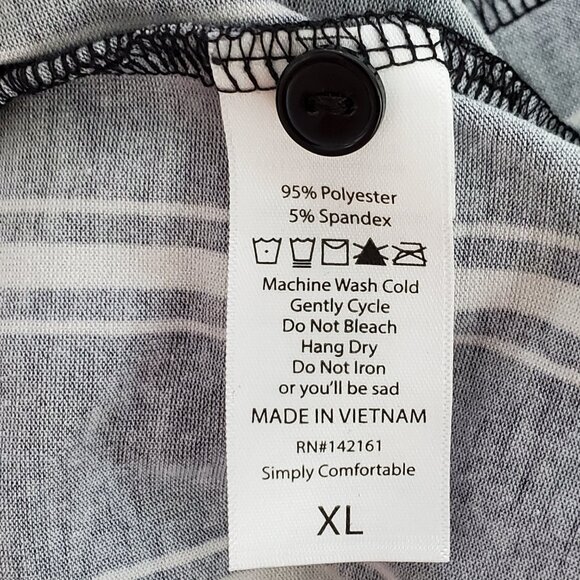 95% Polyester
5% Spandex
Machine Wash Cold
Gently Cycle
Do Not Bleach
Hang Dry
Do Not Iron
or you'll be sad
MADE IN VIETNAM
RN#142161
Simply Comfortable
XL